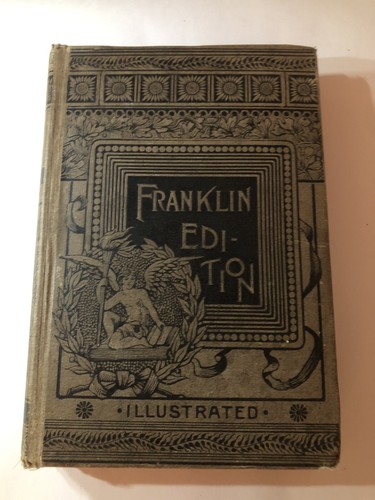 FRANKLIN
EDI-
TION
·ILLUSTRATED·